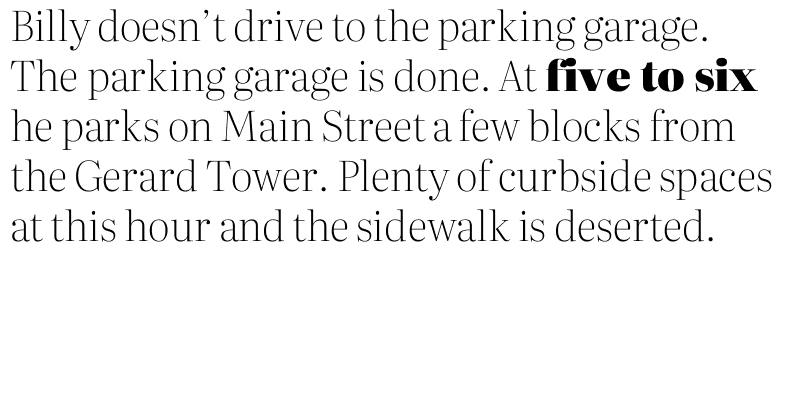 Billy doesn’t drive to the parking garage.
The parking garage is done. At five to six
he parks on Main Street a few blocks from
the Gerard Tower. Plenty of curbside spaces
at this hour and the sidewalk is deserted.